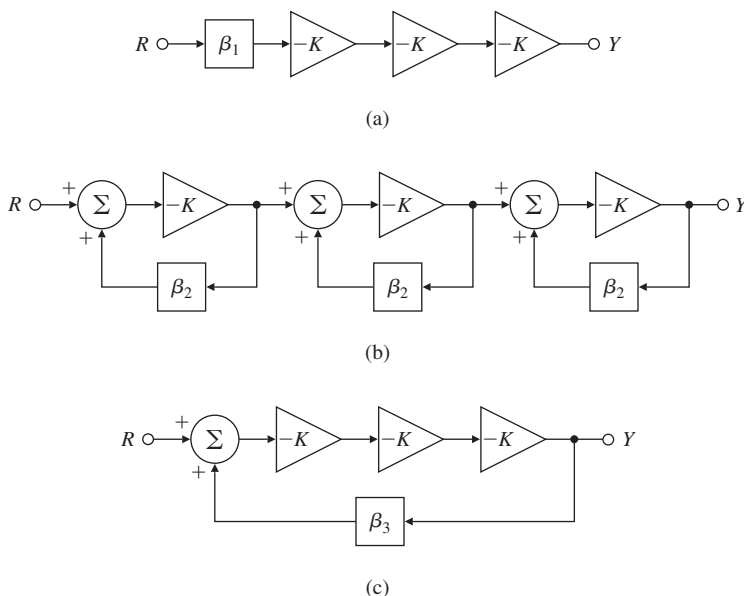 R β1 −K −K −K Y
(a)
+ + +
R Σ −K Σ −K Σ −K Y
+ + +
β2 β2 β2
(b)
+
R Σ −K −K −K Y
+
β3
(c)